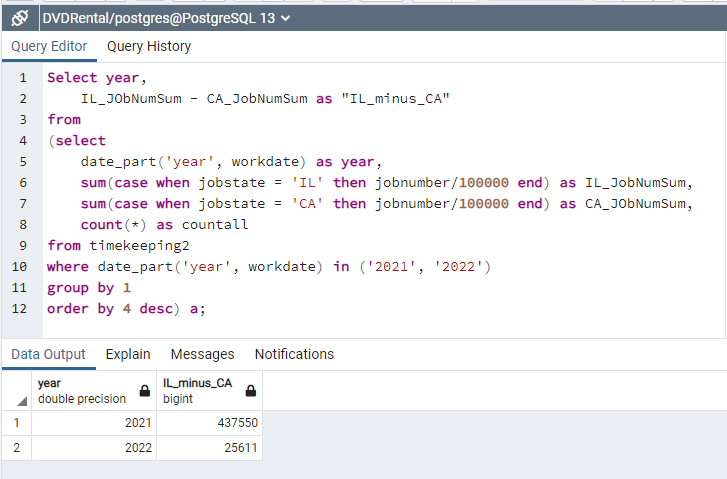 DVDRental/postgres@PostgreSQL 13
Query Editor Query History
1 Select year,
2 IL_JObNumSum - CA_JobNumSum as "IL_minus_CA"
3 from
4 (select
5 date_part('year', workdate) as year,
6 sum(case when jobstate = 'IL' then jobnumber/100000 end) as IL_JobNumSum,
7 sum(case when jobstate = 'CA' then jobnumber/100000 end) as CA_JObNumSum,
8 count(*) as countall
9 from timekeeping2
10 where date_part('year', workdate) in ('2021', '2022')
11 group by 1
12 order by 4 desc) a;
Data Output Explain Messages Notifications
year IL_minus_CA
double precision bigint
1 2021 437550
2 2022 25611